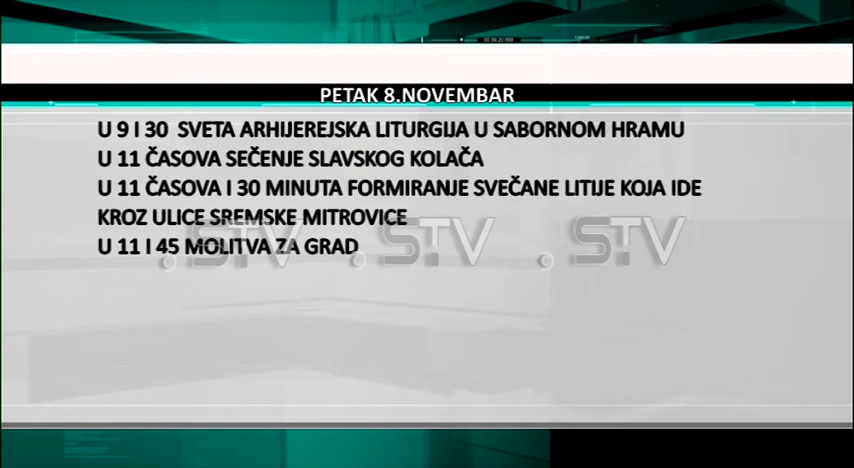 PETAK 8.NOVEMBAR
U 9 I 30 SVETA ARHIJEREJSKA LITURGIJA U SABORNOM HRAMU
U 11 ČASOVA SEČENJE SLAVSKOG KOLAČA
U 11 ČASOVA I 30 MINUTA FORMIRANJE SVEČANE LITIJE KOJA IDE
KROZ ULICE SREMSKE MITROVICE
U 11 I 45 MOLITVA ZA GRAD
STV STV STV